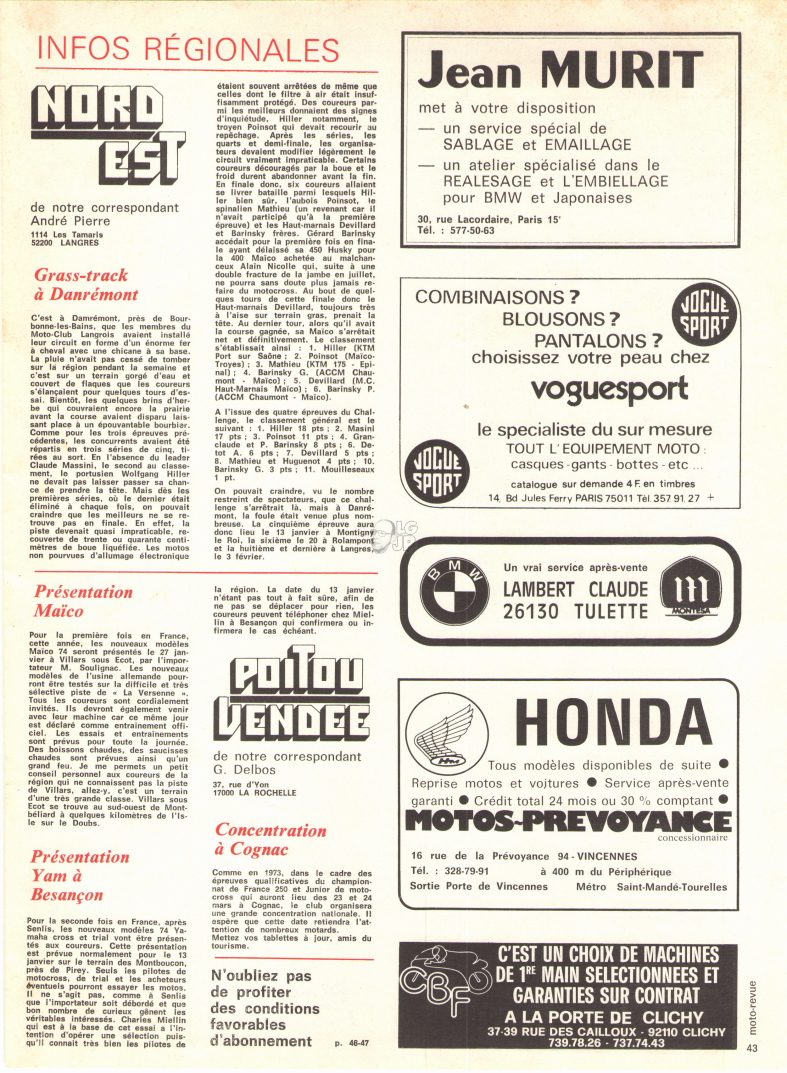 INFOS RÉGIONALES
NORD
EST
de notre correspondant
André Pierre
1114 Les Tamaris
52200 LANGRES
Grass-track
à Danrémont
C'est à Damrémont, près de Bour-
bonne-les-Bains, que les membres du
Moto-Club Langrois avaient installé
leur circuit en forme d'un énorme fer
à cheval avec une chicane à sa base.
La pluie n'avait pas cessé de tomber
sur la région pendant la semaine et
c'est sur un terrain gorgé d'eau et
couvert de flaques que les coureurs
s'élançaient pour quelques tours d'es-
sai. Bientôt, les quelques brins d'her-
be qui couvraient encore la prairie
avant la course avaient disparu lais-
sant place à un épouvantable bourbier.
Comme pour les trois épreuves pré-
cédentes, les concurrents avaient été
répartis en trois séries de cinq, ti-
rées au sort. En l'absence du leader
Claude Massini, le second au classe-
ment, le portusien Wolfgang Hiller
ne devait pas laisser passer sa chan-
ce de prendre la tête. Mais dès les
premières séries, où le dernier était
éliminé à chaque fois, on pouvait
craindre que les meilleurs ne se re-
trouve pas en finale. En effet, la
piste devenait quasi impraticable, re-
couverte de trente ou quarante centi-
mètres de boue liquéfiée. Les motos
non pourvues d'allumage électronique
étaient souvent arrêtées de même que
celles dont le filtre à air était insuf-
fisamment protégé. Des coureurs par-
mi les meilleurs donnaient des signes
d'inquiétude, Hiller notamment, le
troyen Poinsot qui devait recourir au
repêchage. Après les séries, les
quarts et demi-finale, les organisa-
teurs devaient modifier légèrement le
circuit vraiment impraticable. Certains
coureurs découragés par la boue et le
froid durent abandonner avant la fin.
En finale donc, six coureurs allaient
se livrer bataille parmi lesquels Hil-
ler bien sûr, l'aubois Poinsot, le
spinalien Mathieu (un revenant car il
n'avait participé qu'à la première
épreuve) et les Haut-marnais Devillard
et Barinsky frères. Gérard Barinsky
accédait pour la première fois en fina-
le ayant délaissé sa 450 Husky pour
la 400 Maïco achetée au malchan-
ceux Alain Nicolle qui, suite à une
double fracture de la jambe en juillet,
ne pourra sans doute plus jamais re-
faire du motocross. Au bout de quel-
ques tours de cette finale donc le
Haut-marnais Devillard, toujours très
à l'aise sur terrain gras, prenait la
tête. Au dernier tour, alors qu'il avait
la course gagnée, sa Maïco s'arrêtait
net et définitivement. Le classement
s'établissait ainsi : 1. Hiller (KTM
Port sur Saône ; 2. Poinsot (Maïco-
Troyes) ; 3. Mathieu (KTM 175 - Epi-
nal) ; 4. Barinsky G. (ACCM Chau-
mont - Maïco) ; 5. Devillard (M.C.
Haut-Marnais Maïco) ; 6. Barinsky P.
(ACCM Chaumont - Maïco).
A l'issue des quatre épreuves du Chal-
lenge, le classement général est le
suivant : 1. Hiller 18 pts ; 2. Masini
17 pts ; 3. Poinsot 11 pts ; 4. Gran-
claude et P. Barinsky 8 pts ; 6. De-
tot A. 6 pts ; 7. Devillard 5 pts ;
8. Mathieu et Huguenot 4 pts ; 10.
Barinsky G. 3 pts ; 11. Mouilleseaux
1 pt.
On pouvait craindre, vu le nombre
restreint de spectateurs, que ce chal-
lenge s'arrêtrait là, mais à Danré-
mont, la foule était venue plus nom-
breuse. La cinquième épreuve aura
donc lieu le 13 janvier à Montigny
le Roi, la sixième le 20 à Rolampont
et la huitième et dernière à Langres,
le 3 février.
Présentation
Maïco
Pour la première fois en France,
cette année, les nouveaux modèles
Maïco 74 seront présentés le 27 jan-
vier à Villars sous Ecot, par l'impor-
tateur M. Soulignac. Les nouveaux
modèles de l'usine allemande pour-
ront être testés sur la difficile et très
sélective piste de « La Versenne ».
Tous les coureurs sont cordialement
invités. Ils devront également venir
avec leur machine car ce même jour
est déclaré comme entrainement offi-
ciel. Les essais et entraînements
sont prévus pour toute la journée.
Des boissons chaudes, des saucisses
chaudes sont prévues ainsi qu'un
grand feu. Je me permets un petit
conseil personnel aux coureurs de la
région qui ne connaissent pas la piste
de Villars, allez-y, c'est un terrain
d'une très grande classe. Villars sous
Ecot se trouve au sud-ouest de Mont-
béliard à quelques kilomètres de l'Is-
le sur le Doubs.
Présentation
Yam à
Besançon
Pour la seconde fois en France, après
Senlis, les nouveaux modèles 74 Ya-
maha cross et trial vont être présen-
tés aux coureurs. Cette présentation
est prévue normalement pour le 13
janvier sur le terrain des Montboucon,
près de Pirey. Seuls les pilotes de
motocross, de trial et les acheteurs
éventuels pourront essayer les motos.
Il ne s'agit pas, comme à Senlis
que l'importateur soit débordé et que
bon nombre de curieux gênent les
véritables intéressés. Charles Miellin
qui est à la base de cet essai a l'in-
tention d'opérer une sélection puis-
qu'il connait très bien les pilotes de
la région. La date du 13 janvier
n'étant pas tout à fait sûre, afin de
ne pas se déplacer pour rien, les
coureurs peuvent téléphoner chez Miel-
lin à Besançon qui confirmera ou in-
firmera le cas échéant.
POITOU
VENDEE
de notre correspondant
G. Delbos
37, rue d'Yon
17000 LA ROCHELLE
Concentration
à Cognac
Comme en 1973, dans le cadre des
épreuves qualificatives du champion-
nat de France 250 et Junior de moto-
cross qui auront lieu des 23 et 24
mars à Cognac, le club organisera
une grande concentration nationale. Il
espère que cette date retiendra l'at-
tention de nombreux motards.
Mettez vos tablettes à jour, amis du
tourisme.
N'oubliez pas
de profiter
des conditions
favorables
d'abonnement p. 46-47
Jean MURIT
met à votre disposition
— un service spécial de
SABLAGE et EMAILLAGE
— un atelier spécialisé dans le
REALESAGE et L'EMBIELLAGE
pour BMW et Japonaises
30, rue Lacordaire, Paris 15'
Tél. : 577-50-63
COMBINAISONS ?
BLOUSONS ?
PANTALONS ?
choisissez votre peau chez
VOGUE
SPORT
voguesport
le specialiste du sur mesure
TOUT L'EQUIPEMENT MOTO :
casques - gants - bottes - etc ...
VOGUE
SPORT
catalogue sur demande 4 F. en timbres
14, Bd Jules Ferry PARIS 75011 Tél 357 91 27 +
LG
JP
BMW
Un vrai service après-vente
LAMBERT CLAUDE
26130 TULETTE
MONTESA
HONDA
Tous modèles disponibles de suite ●
Reprise motos et voitures ● Service après-vente
garanti ● Crédit total 24 mois ou 30 % comptant ●
MOTOS-PREVOYANCE
concessionnaire
16 rue de la Prévoyance 94 - VINCENNES
Tél. : 328-79-91 à 400 m du Périphérique
Sortie Porte de Vincennes Métro Saint-Mandé-Tourelles
CBF
C'EST UN CHOIX DE MACHINES
DE 1RE MAIN SELECTIONNEES ET
GARANTIES SUR CONTRAT
A LA PORTE DE CLICHY
37-39 RUE DES CAILLOUX - 92110 CLICHY
739.78.26 - 737.74.43
moto-revue
43